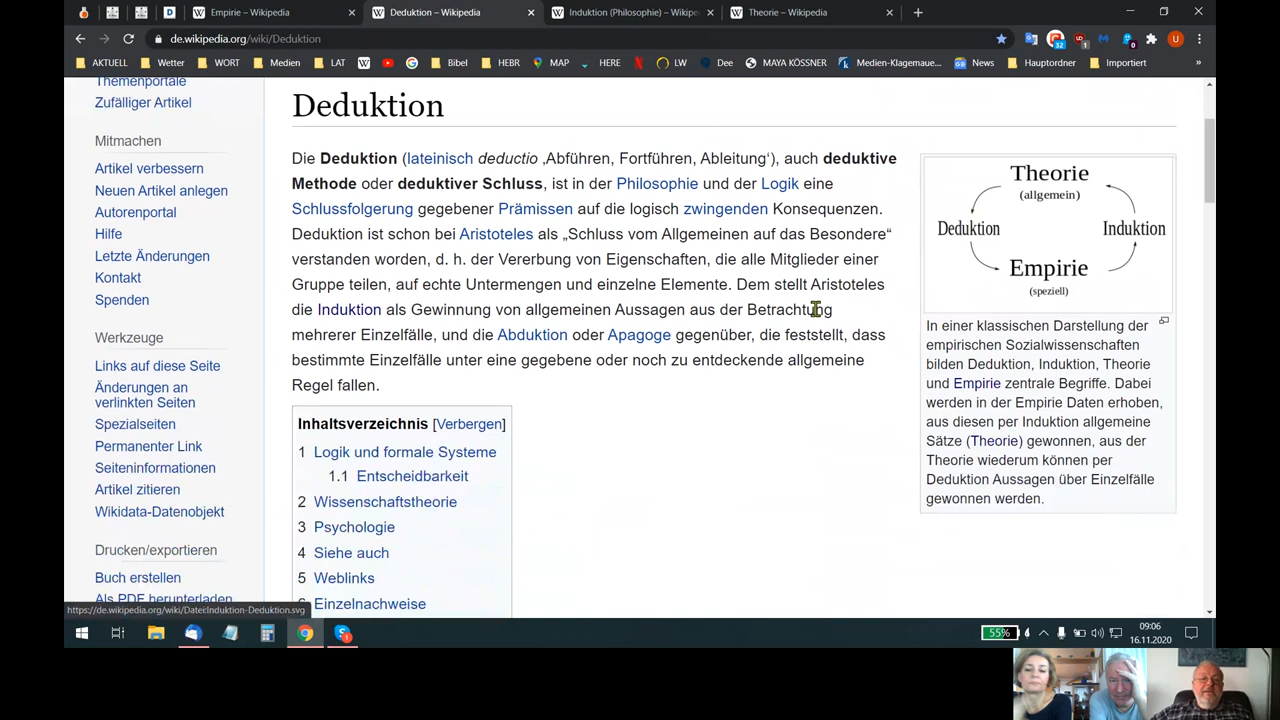 Empirie – Wikipedia
Deduktion – Wikipedia
Induktion (Philosophie) – Wikipe
Theorie – Wikipedia
de.wikipedia.org/wiki/Deduktion
AKTUELL Wetter WORT Medien LAT Bibel HEBR MAP HERE LW Dee MAYA KÖSSNER Medien-Klagemaue... News Hauptordner Importiert
Themenportale
Zufälliger Artikel
Mitmachen
Artikel verbessern
Neuen Artikel anlegen
Autorenportal
Hilfe
Letzte Änderungen
Kontakt
Spenden
Werkzeuge
Links auf diese Seite
Änderungen an
verlinkten Seiten
Spezialseiten
Permanenter Link
Seiteninformationen
Artikel zitieren
Wikidata-Datenobjekt
Drucken/exportieren
Buch erstellen
Als PDF herunterladen
https://de.wikipedia.org/wiki/Datei:Induktion-Deduktion.svg
Deduktion
Die Deduktion (lateinisch deductio ‚Abführen, Fortführen, Ableitung‘), auch deduktive
Methode oder deduktiver Schluss, ist in der Philosophie und der Logik eine
Schlussfolgerung gegebener Prämissen auf die logisch zwingenden Konsequenzen.
Deduktion ist schon bei Aristoteles als „Schluss vom Allgemeinen auf das Besondere“
verstanden worden, d. h. der Vererbung von Eigenschaften, die alle Mitglieder einer
Gruppe teilen, auf echte Untermengen und einzelne Elemente. Dem stellt Aristoteles
die Induktion als Gewinnung von allgemeinen Aussagen aus der Betrachtung
mehrerer Einzelfälle, und die Abduktion oder Apagoge gegenüber, die feststellt, dass
bestimmte Einzelfälle unter eine gegebene oder noch zu entdeckende allgemeine
Regel fallen.
Inhaltsverzeichnis [Verbergen]
1 Logik und formale Systeme
1.1 Entscheidbarkeit
2 Wissenschaftstheorie
3 Psychologie
4 Siehe auch
5 Weblinks
6 Einzelnachweise
Theorie
(allgemein)
Deduktion Induktion
Empirie
(speziell)
In einer klassischen Darstellung der
empirischen Sozialwissenschaften
bilden Deduktion, Induktion, Theorie
und Empirie zentrale Begriffe. Dabei
werden in der Empirie Daten erhoben,
aus diesen per Induktion allgemeine
Sätze (Theorie) gewonnen, aus der
Theorie wiederum können per
Deduktion Aussagen über Einzelfälle
gewonnen werden.
55%
09:06
16.11.2020